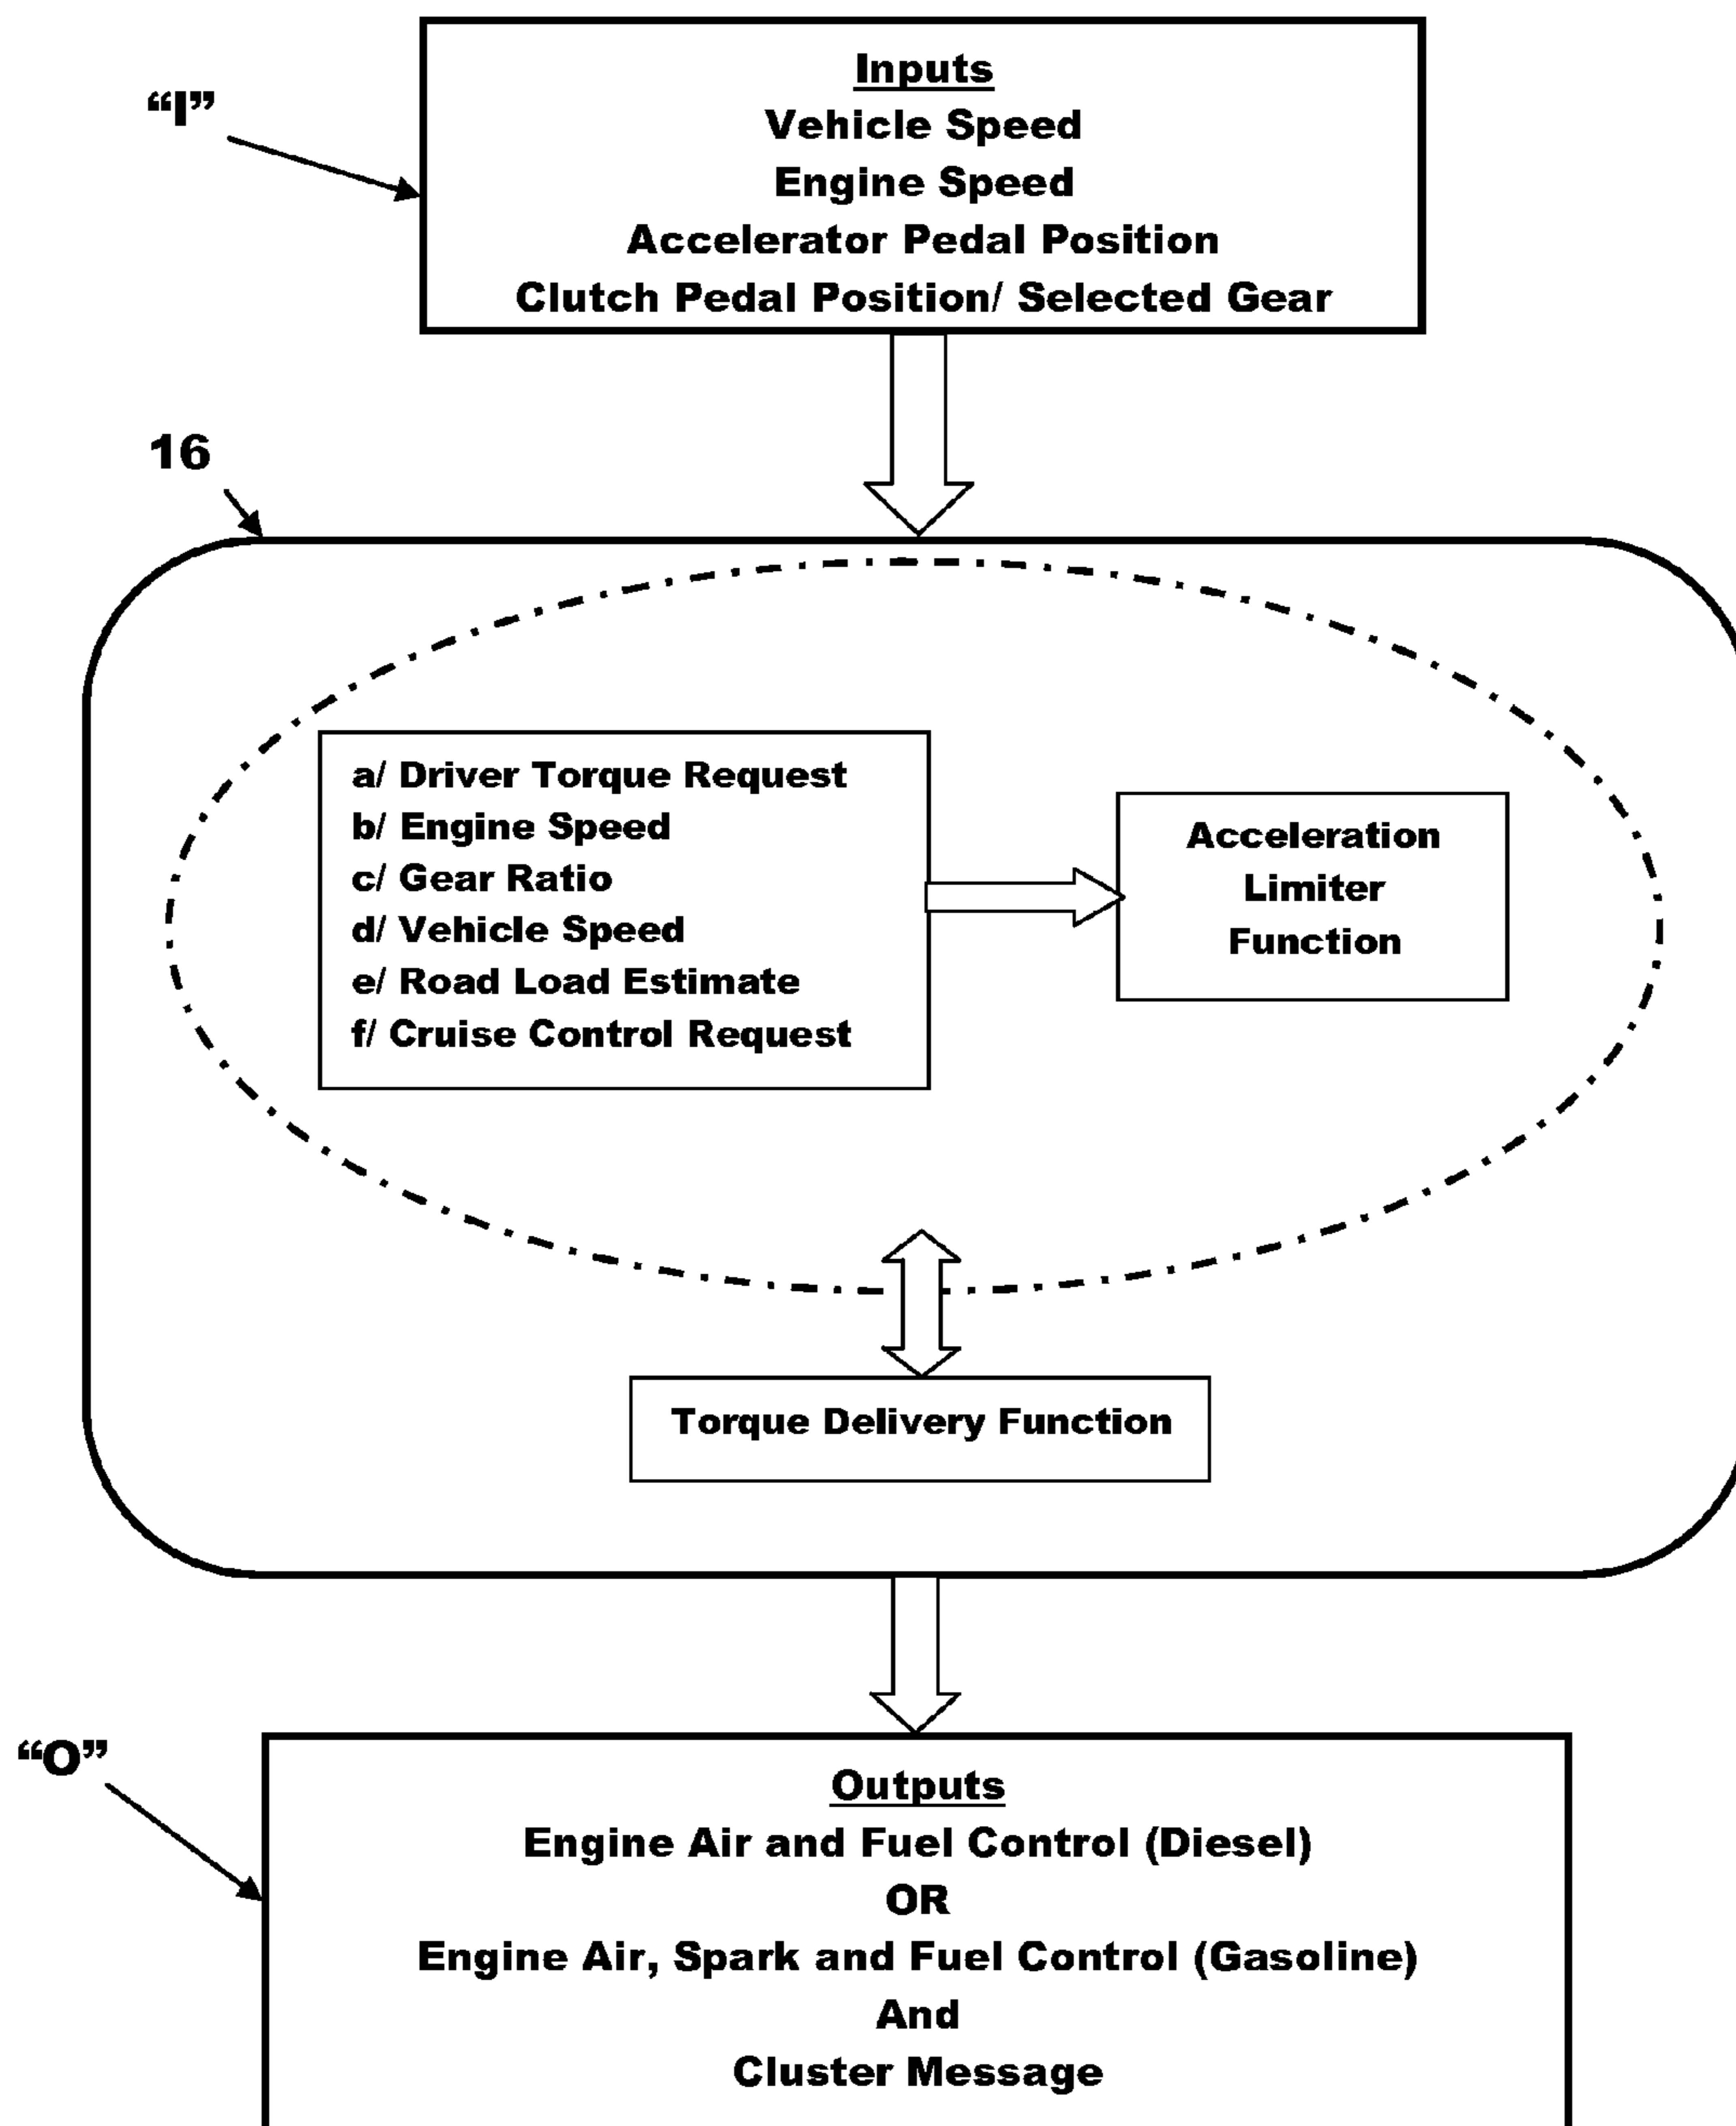 Inputs
“I”
Vehicle Speed
Engine Speed
Accelerator Pedal Position
Clutch Pedal Position/ Selected Gear
16
a/ Driver Torque Request
b/ Engine Speed
c/ Gear Ratio
d/ Vehicle Speed
e/ Road Load Estimate
f/ Cruise Control Request
Acceleration
Limiter
Function
Torque Delivery Function
“O”
Outputs
Engine Air and Fuel Control (Diesel)
OR
Engine Air, Spark and Fuel Control (Gasoline)
And
Cluster Message